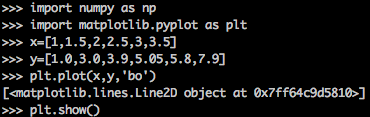 >>> import numpy as np
>>> import matplotlib.pyplot as plt
>>> x=[1,1.5,2,2.5,3,3.5]
>>> y=[1.0,3.0,3.9,5.05,5.8,7.9]
>>> plt.plot(x,y,'bo')
[<matplotlib.lines.Line2D object at 0x7ff64c9d5810>]
>>> plt.show()